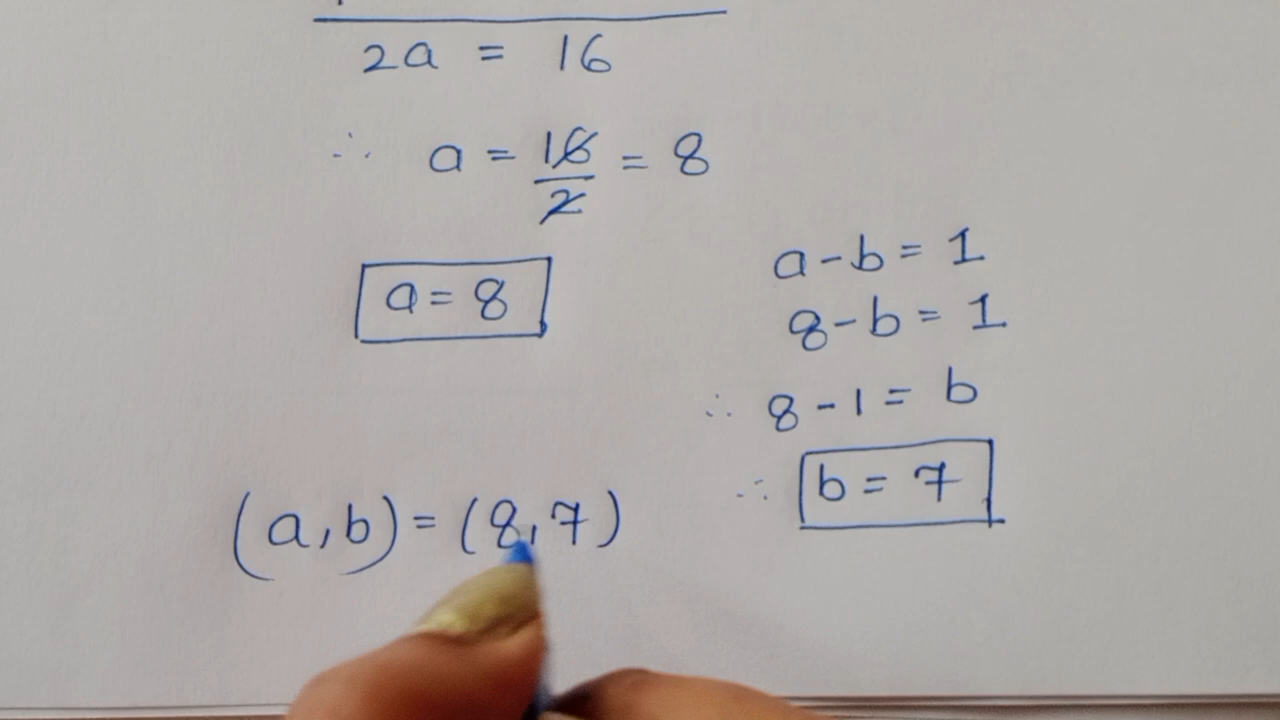 2a = 16
∴ a = 16/2 = 8
a = 8
a - b = 1
8 - b = 1
∴ 8 - 1 = b
∴ b = 7
(a, b) = (8, 7)